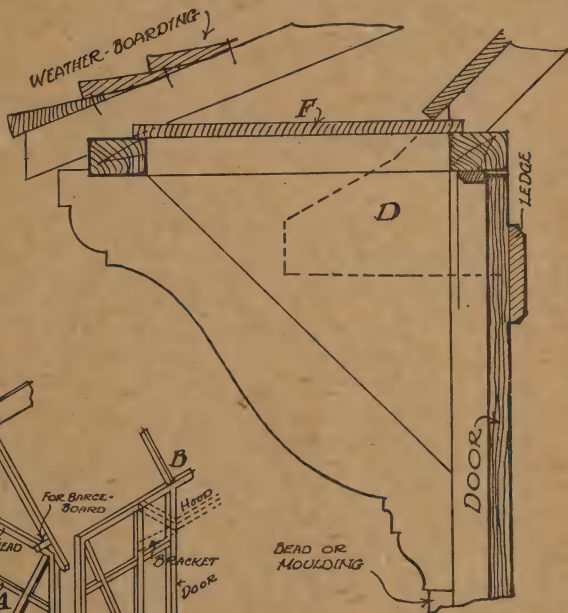 WEATHER-BOARDING
F
D
LEDGE
DOOR
B
FOR BARGE-
BOARD
HOOD
BRACKET
DOOR
BEAD OR
MOULDING